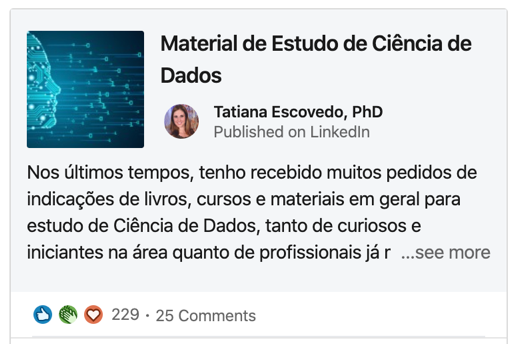 Material de Estudo de Ciência de
Dados
Tatiana Escovedo, PhD
Published on LinkedIn
Nos últimos tempos, tenho recebido muitos pedidos de
indicações de livros, cursos e materiais em geral para
estudo de Ciência de Dados, tanto de curiosos e
iniciantes na área quanto de profissionais já r ...see more
229 · 25 Comments